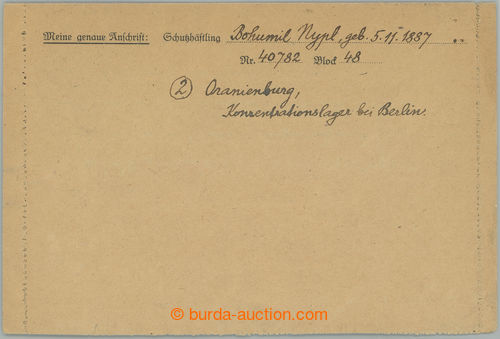 Meine genaue Anschrift: Schutzhäftling Bohumil Nypl, geb. 5.11.1887
Nr. 40782 Block 48
(2) Oranienburg,
Konzentrationslager bei Berlin.
© burda-auction.com